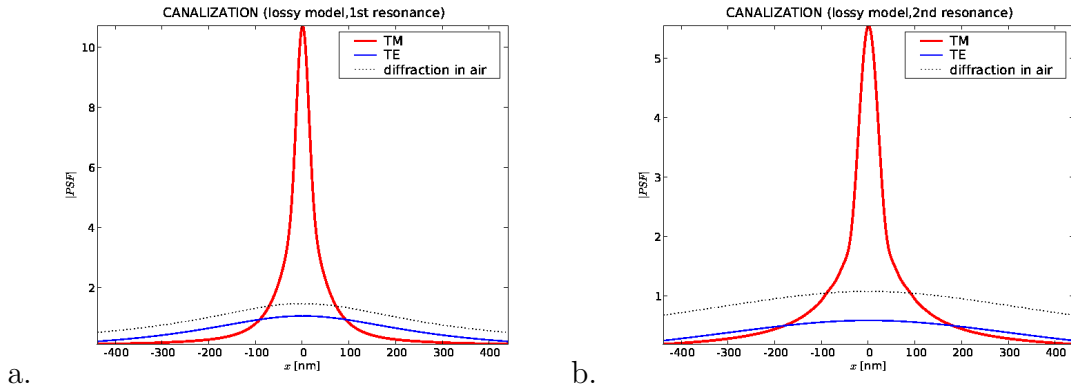 CANALIZATION (lossy model,1st resonance)
10
8
6
4
2
|PSF|
TM
TE
diffraction in air
-400 -300 -200 -100 0 100 200 300 400
x [nm]
a.
CANALIZATION (lossy model,2nd resonance)
5
4
3
2
1
|PSF|
TM
TE
diffraction in air
-400 -300 -200 -100 0 100 200 300 400
x [nm]
b.